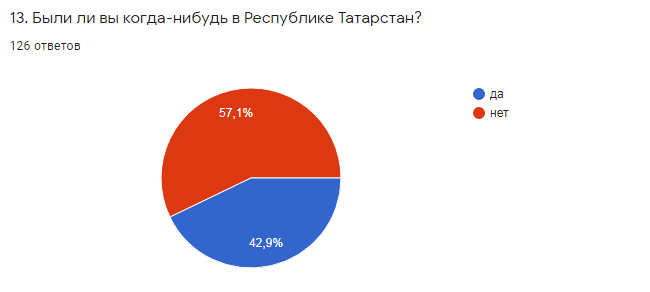 13. Были ли вы когда-нибудь в Республике Татарстан?
126 ответов
да
нет
57,1%
42,9%